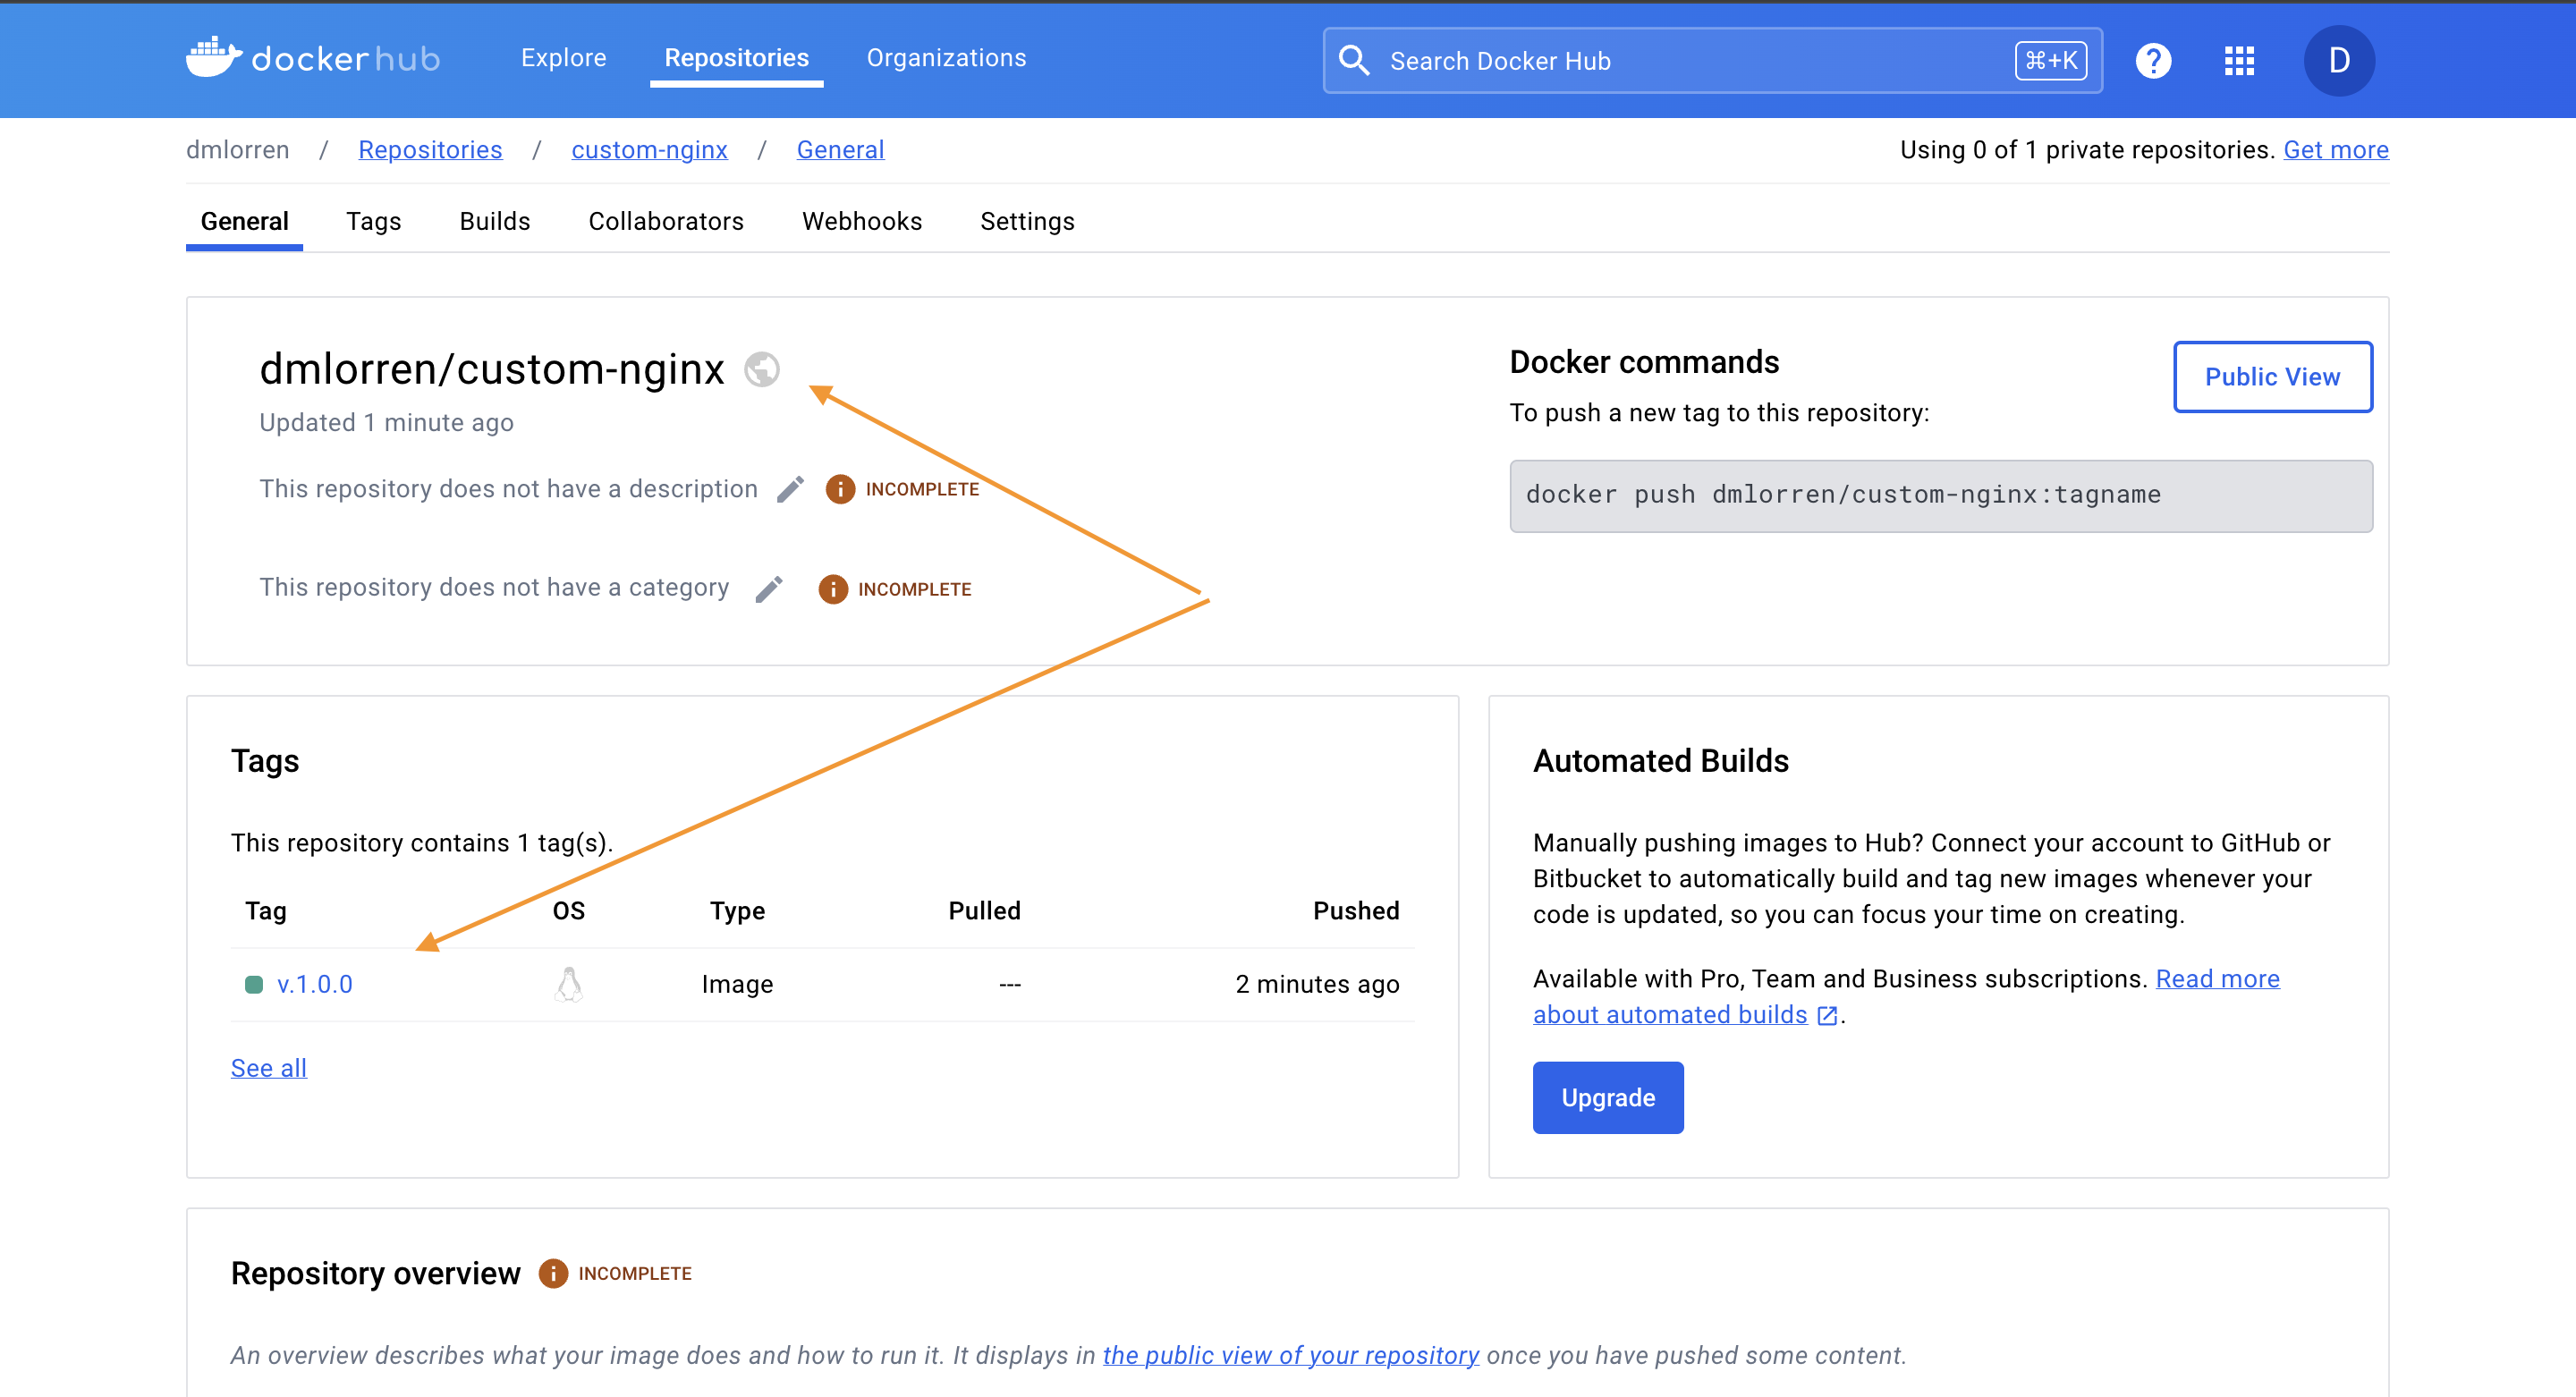 docker hub
Explore
Repositories
Organizations
Search Docker Hub
⌘+K
?
D
dmlorren / Repositories / custom-nginx / General
Using 0 of 1 private repositories. Get more
General
Tags
Builds
Collaborators
Webhooks
Settings
dmlorren/custom-nginx
Updated 1 minute ago
This repository does not have a description
i INCOMPLETE
This repository does not have a category
i INCOMPLETE
Docker commands
Public View
To push a new tag to this repository:
docker push dmlorren/custom-nginx:tagname
Tags
This repository contains 1 tag(s).
Tag OS Type Pulled Pushed
v.1.0.0 Image --- 2 minutes ago
See all
Automated Builds
Manually pushing images to Hub? Connect your account to GitHub or
Bitbucket to automatically build and tag new images whenever your
code is updated, so you can focus your time on creating.
Available with Pro, Team and Business subscriptions. Read more
about automated builds .
Upgrade
Repository overview i INCOMPLETE
An overview describes what your image does and how to run it. It displays in the public view of your repository once you have pushed some content.